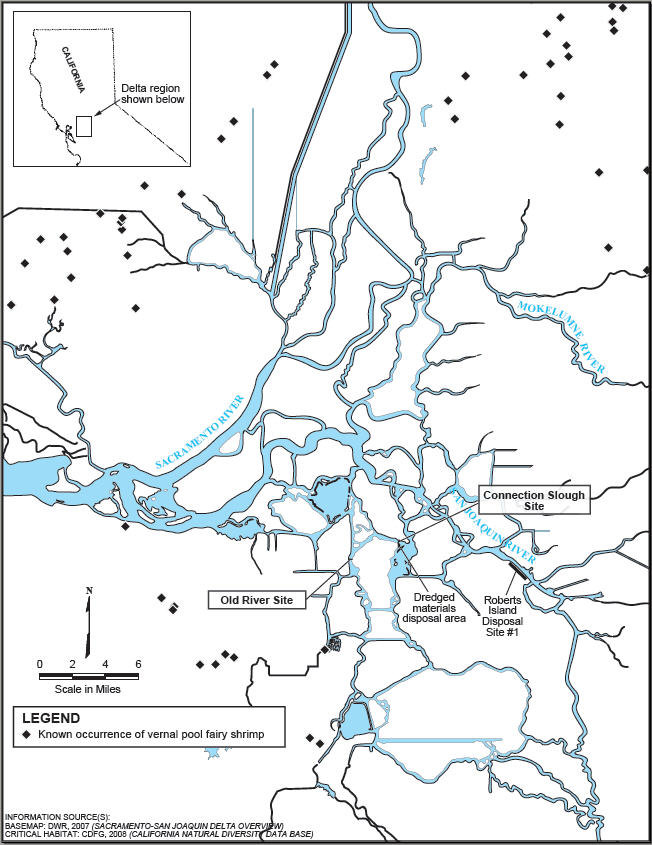 CALIFORNIA
Delta region
shown below
MOKELUMNE RIVER
SACRAMENTO RIVER
Connection Slough
Site
SAN JOAQUIN RIVER
Old River Site
Dredged
materials
disposal area
Roberts
Island
Disposal
Site #1
N
0 2 4 6
Scale in Miles
LEGEND
Known occurrence of vernal pool fairy shrimp
INFORMATION SOURCE(S):
BASEMAP: DWR, 2007 (SACRAMENTO-SAN JOAQUIN DELTA OVERVIEW)
CRITICAL HABITAT: CDFG, 2008 (CALIFORNIA NATURAL DIVERSITY DATA BASE)